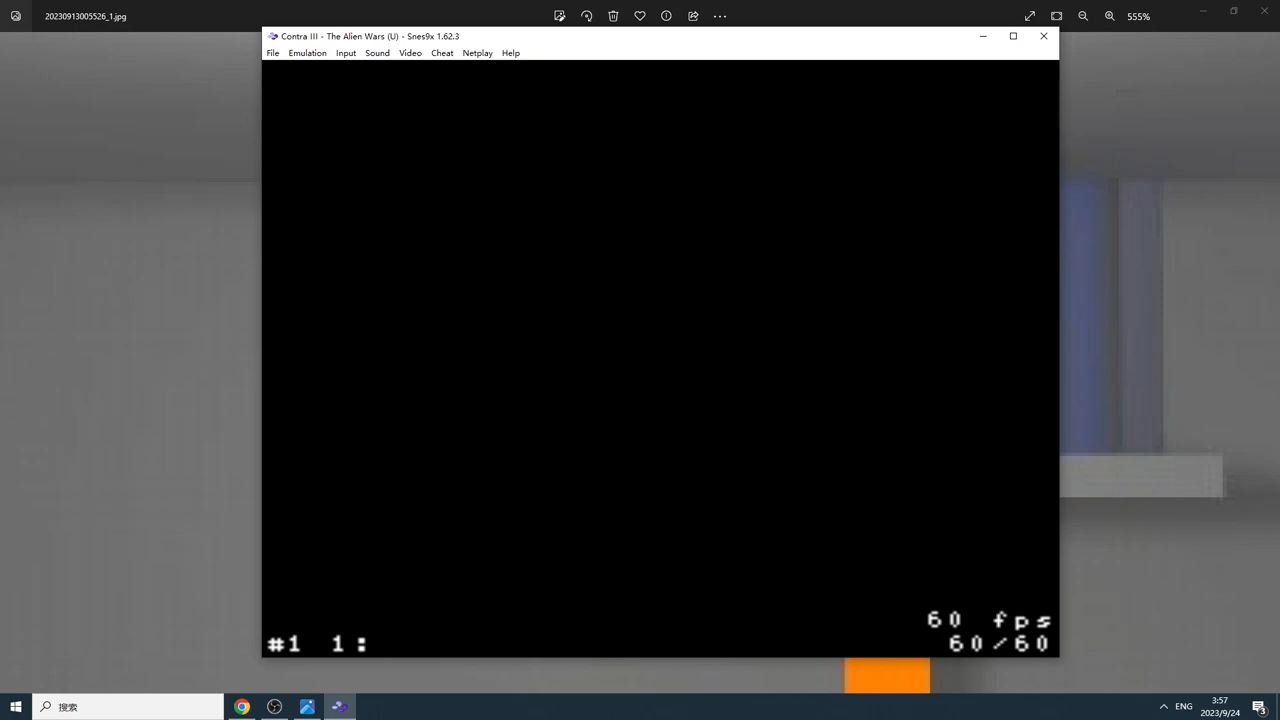 20230913005526_1.jpg
555%
Contra III - The Alien Wars (U) - Snes9x 1.62.3
File Emulation Input Sound Video Cheat Netplay Help
60 fps
#1 1: 60/60
搜索
ENG
3:57
2023/9/24
3